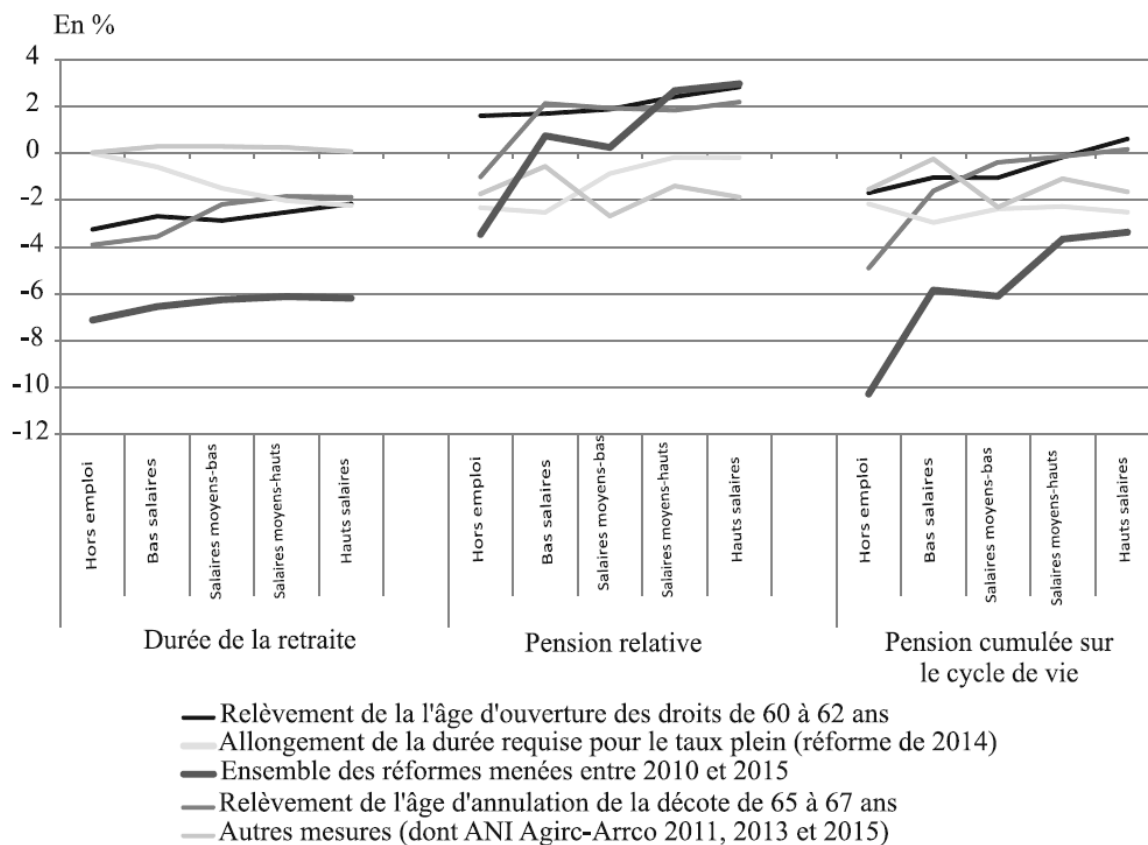 En %
4
2
0
-2
-4
-6
-8
-10
-12
Hors emploi
Bas salaires
Salaires moyens-bas
Salaires moyens-hauts
Hauts salaires
Hors emploi
Bas salaires
Salaires moyens-bas
Salaires moyens-hauts
Hauts salaires
Hors emploi
Bas salaires
Salaires moyens-bas
Salaires moyens-hauts
Hauts salaires
Durée de la retraite
Pension relative
Pension cumulée sur
le cycle de vie
Relèvement de la l'âge d'ouverture des droits de 60 à 62 ans
Allongement de la durée requise pour le taux plein (réforme de 2014)
Ensemble des réformes menées entre 2010 et 2015
Relèvement de l'âge d'annulation de la décote de 65 à 67 ans
Autres mesures (dont ANI Agirc-Arrco 2011, 2013 et 2015)